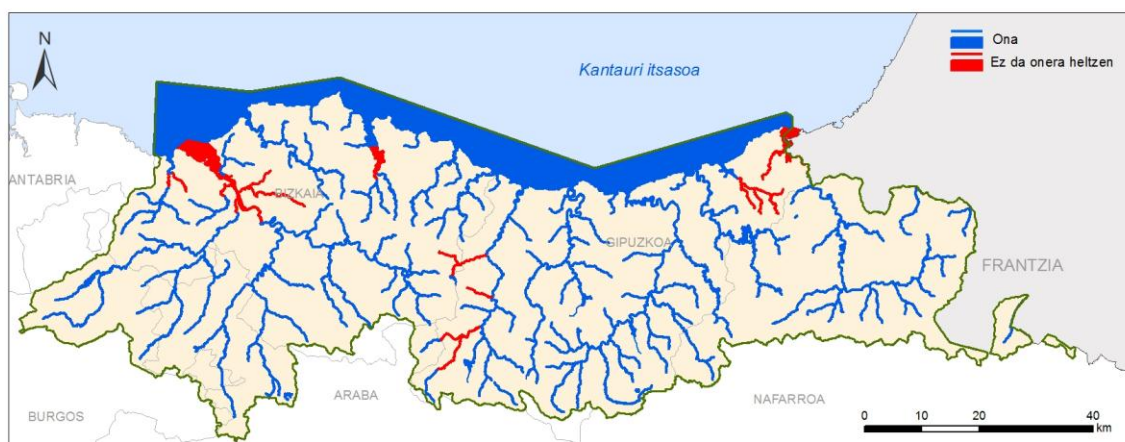 N
Kantauri itsasoa
Ona
Ez da onera heltzen
ANTABRIA
BIZKAIA
GIPUZKOA
FRANTZIA
ARABA
NAFARROA
BURGOS
0 10 20 40
km